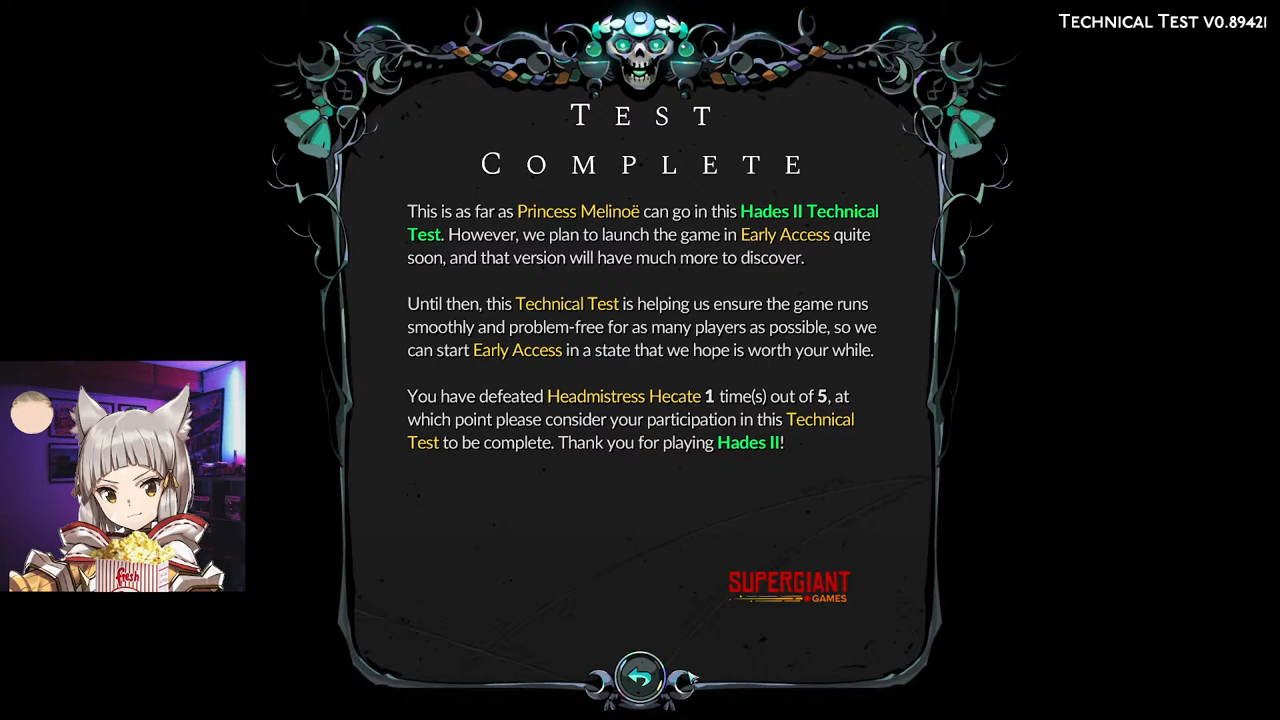 TECHNICAL TEST V0.89421
TEST
COMPLETE
This is as far as Princess Melinoë can go in this Hades II Technical
Test. However, we plan to launch the game in Early Access quite
soon, and that version will have much more to discover.
Until then, this Technical Test is helping us ensure the game runs
smoothly and problem-free for as many players as possible, so we
can start Early Access in a state that we hope is worth your while.
You have defeated Headmistress Hecate 1 time(s) out of 5, at
which point please consider your participation in this Technical
Test to be complete. Thank you for playing Hades II!
fresh
SUPERGIANT
GAMES